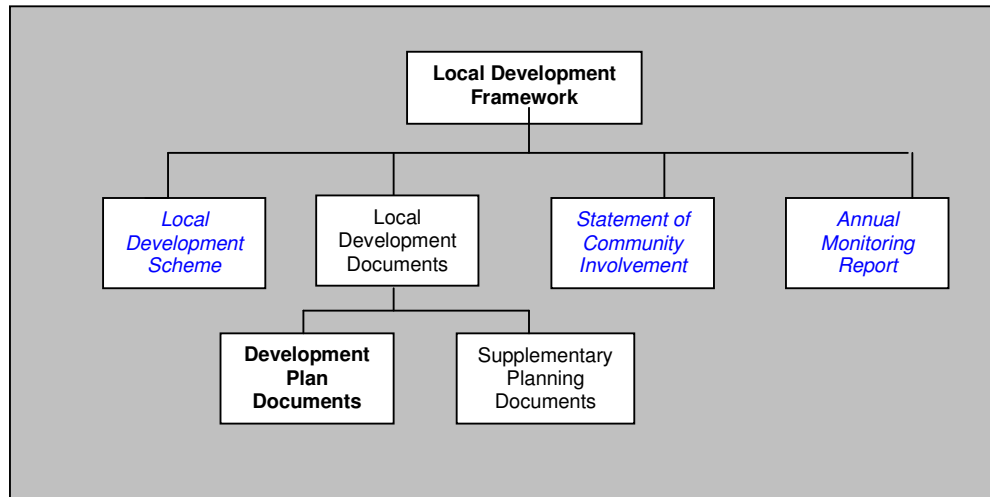 Local Development
Framework
Local
Development
Scheme
Local
Development
Documents
Statement of
Community
Involvement
Annual
Monitoring
Report
Development
Plan
Documents
Supplementary
Planning
Documents